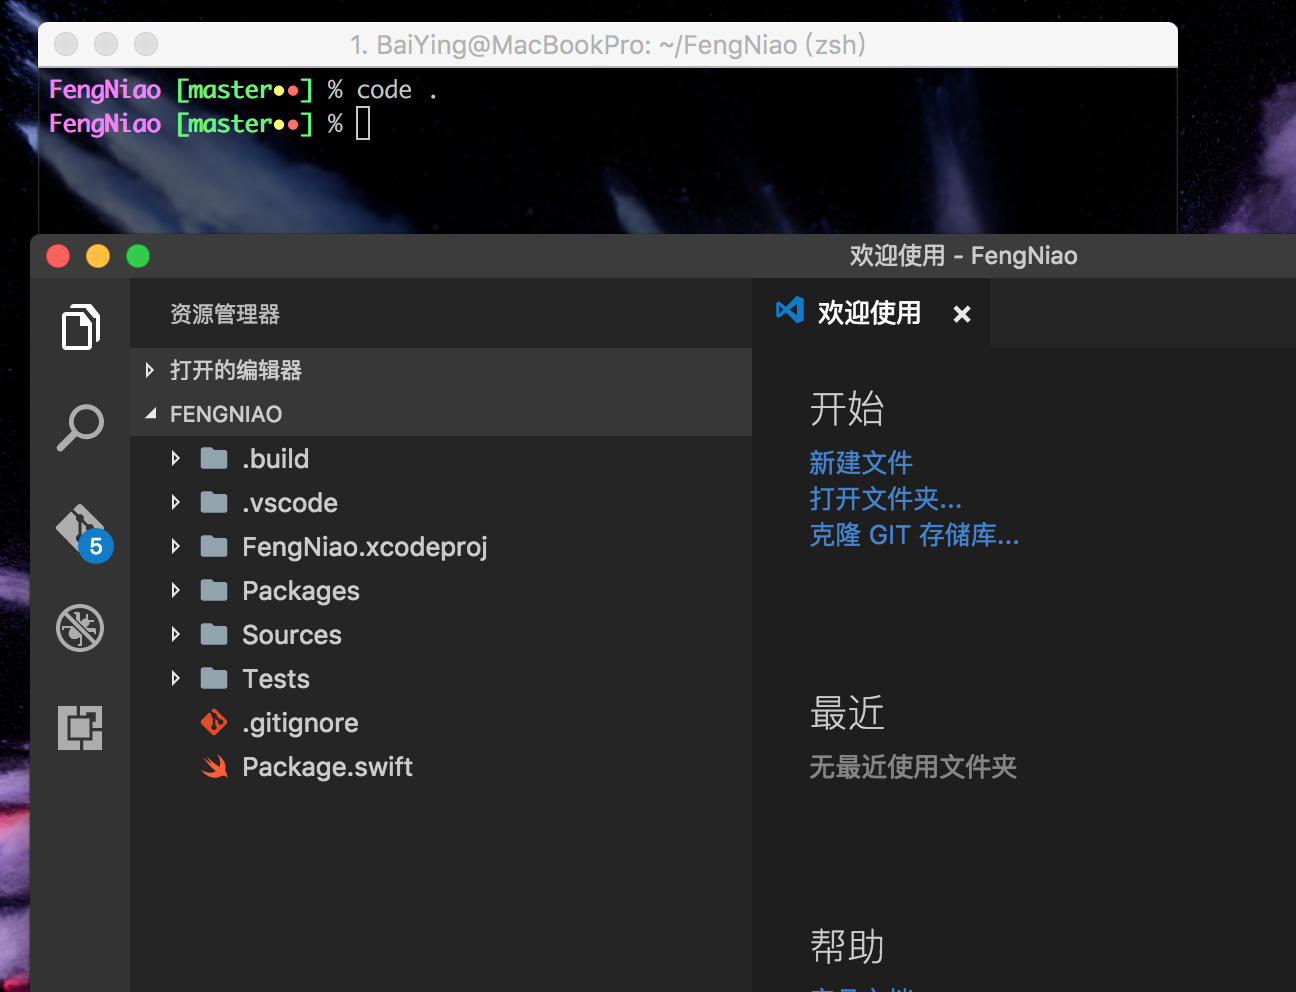 1. BaiYing@MacBookPro: ~/FengNiao (zsh)
FengNiao [master••] % code .
FengNiao [master••] %
欢迎使用 - FengNiao
资源管理器
打开的编辑器
FENGNIAO
.build
.vscode
FengNiao.xcodeproj
Packages
Sources
Tests
.gitignore
Package.swift
5
欢迎使用 ×
开始
新建文件
打开文件夹...
克隆 GIT 存储库...
最近
无最近使用文件夹
帮助